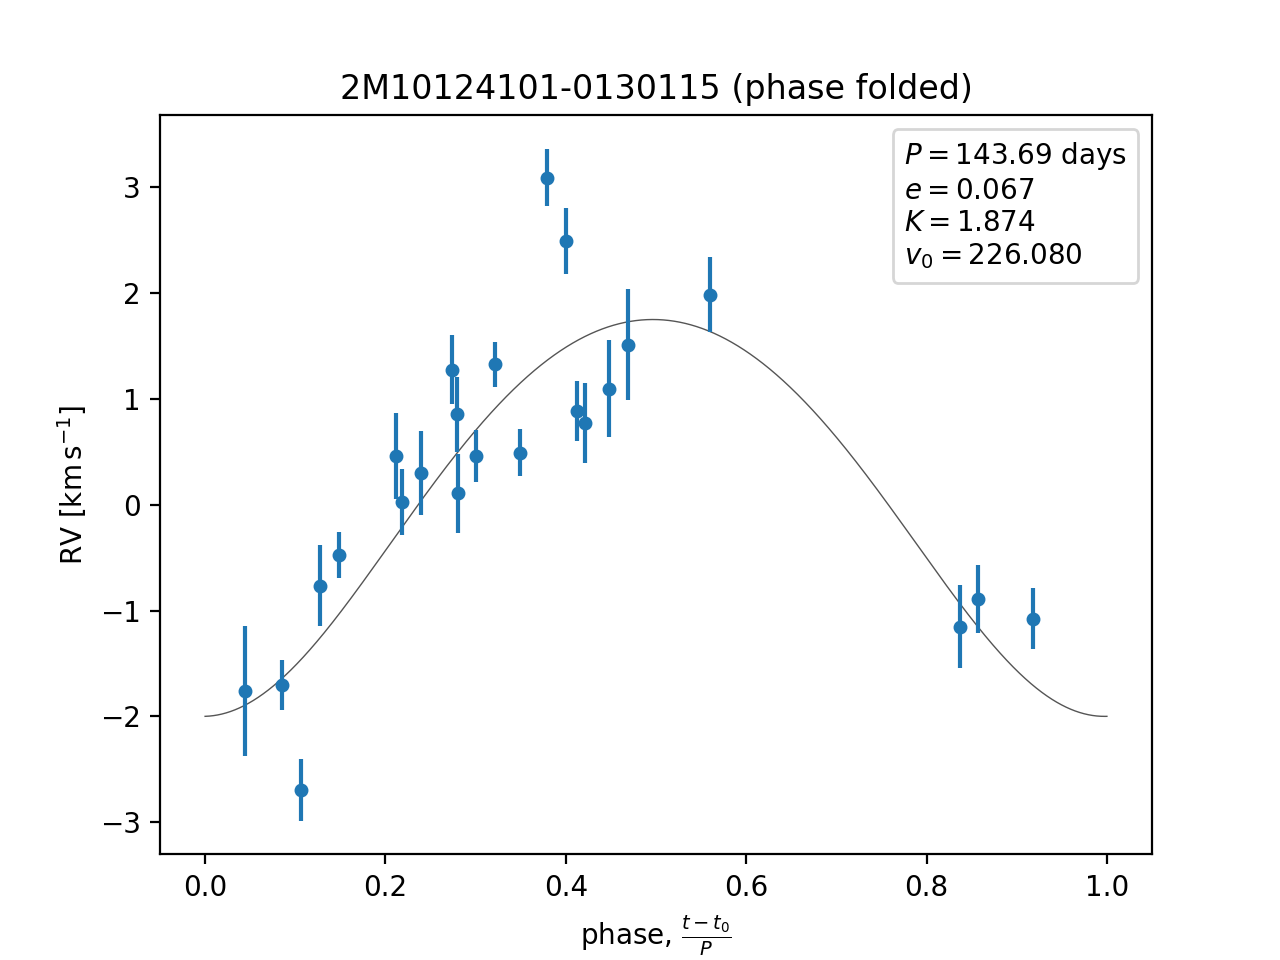 2M10124101-0130115 (phase folded)
P = 143.69 days
e = 0.067
K = 1.874
v₀ = 226.080
RV [km s⁻¹]
3
2
1
0
−1
−2
−3
0.0 0.2 0.4 0.6 0.8 1.0
phase, (t − t₀)/P